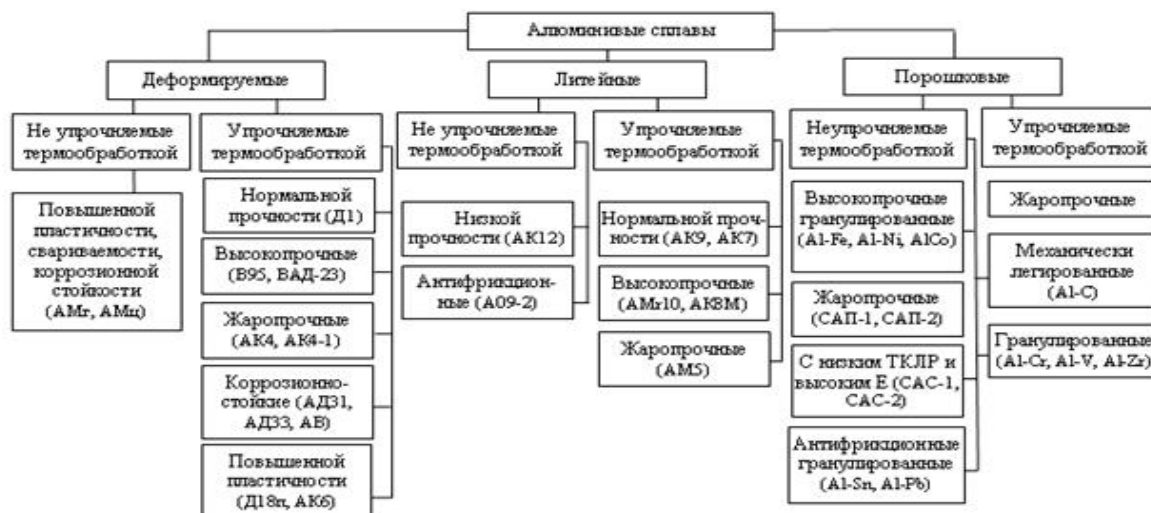 Алюминивые сплавы
Деформируемые
Не упрочняемые
термообработкой
Повышенной
пластичности,
свариваемости,
коррозионной
стойкости
(АМг, АМц)
Упрочняемые
термообработкой
Нормальной
прочности (Д1)
Высокопрочные
(В95, ВАД-23)
Жаропрочные
(АК4, АК4-1)
Коррозионно-
стойкие (АД31,
АД33, АВ)
Повышенной
пластичности
(Д18п, АК6)
Литейные
Не упрочняемые
термообработкой
Низкой
прочности (АК12)
Антифрикцион-
ные (А09-2)
Упрочняемые
термообработкой
Нормальной проч-
ности (АК9, АК7)
Высокопрочные
(АМг10, АК8М)
Жаропрочные
(АМ5)
Порошковые
Неупрочняемые
термообработкой
Высокопрочные
гранулированные
(Al-Fe, Al-Ni, AlCo)
Жаропрочные
(САП-1, САП-2)
С низким ТКЛР и
высоким Е (САС-1,
САС-2)
Антифрикционные
гранулированные
(Al-Sn, Al-Pb)
Упрочняемые
термообработкой
Жаропрочные
Механически
легированные
(Al-C)
Гранулированные
(Al-Cr, Al-V, Al-Zr)